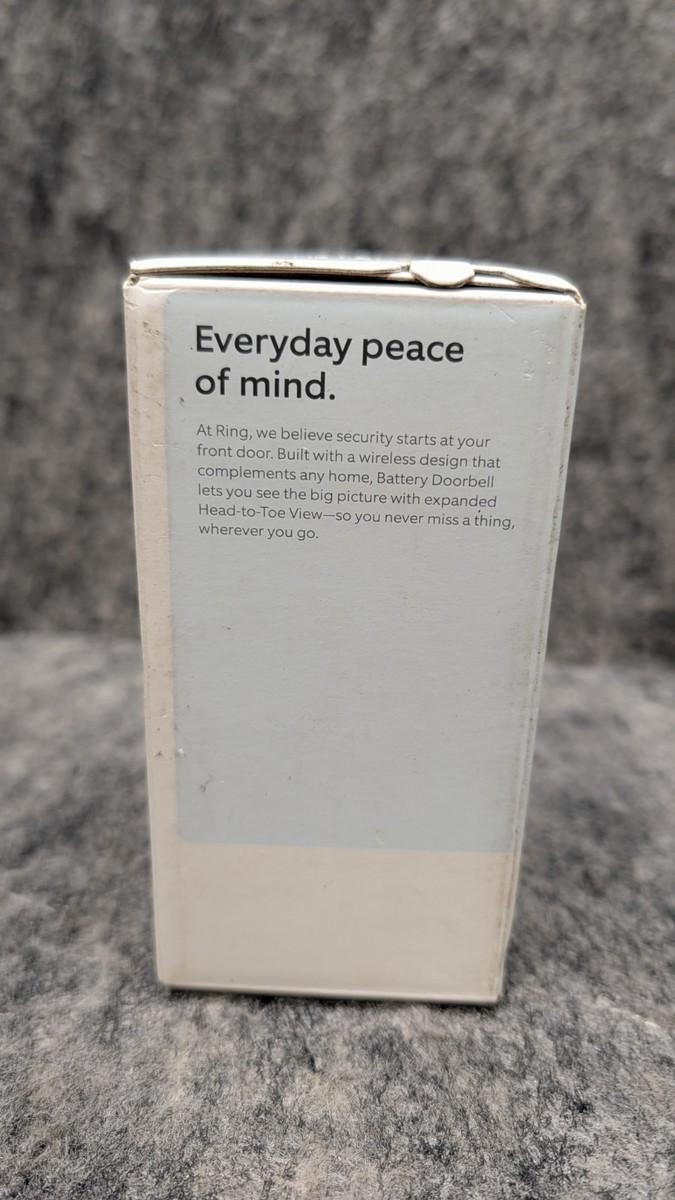 Everyday peace
of mind.
At Ring, we believe security starts at your
front door. Built with a wireless design that
complements any home, Battery Doorbell
lets you see the big picture with expanded
Head-to-Toe View—so you never miss a thing,
wherever you go.